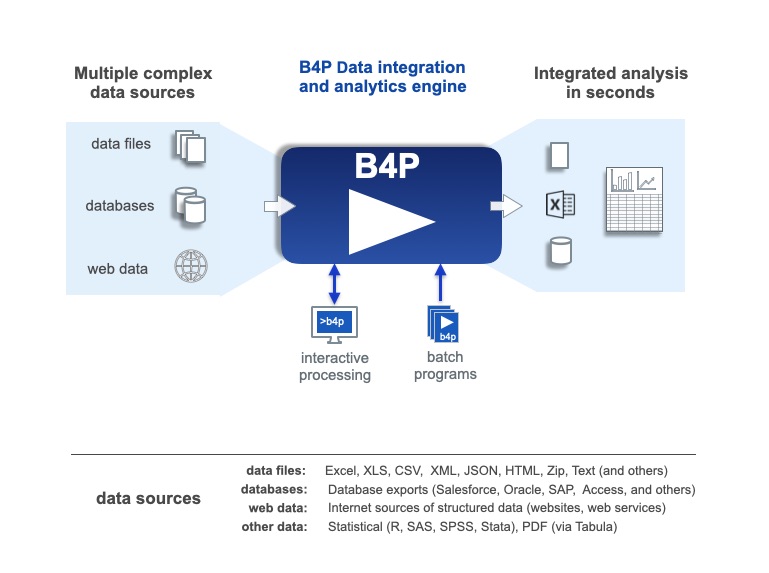 Multiple complex
data sources
B4P Data integration
and analytics engine
Integrated analysis
in seconds
data files
databases
web data
B4P
X
>b4p
interactive
processing
b4p
batch
programs
data sources
data files: Excel, XLS, CSV, XML, JSON, HTML, Zip, Text (and others)
databases: Database exports (Salesforce, Oracle, SAP, Access, and others)
web data: Internet sources of structured data (websites, web services)
other data: Statistical (R, SAS, SPSS, Stata), PDF (via Tabula)